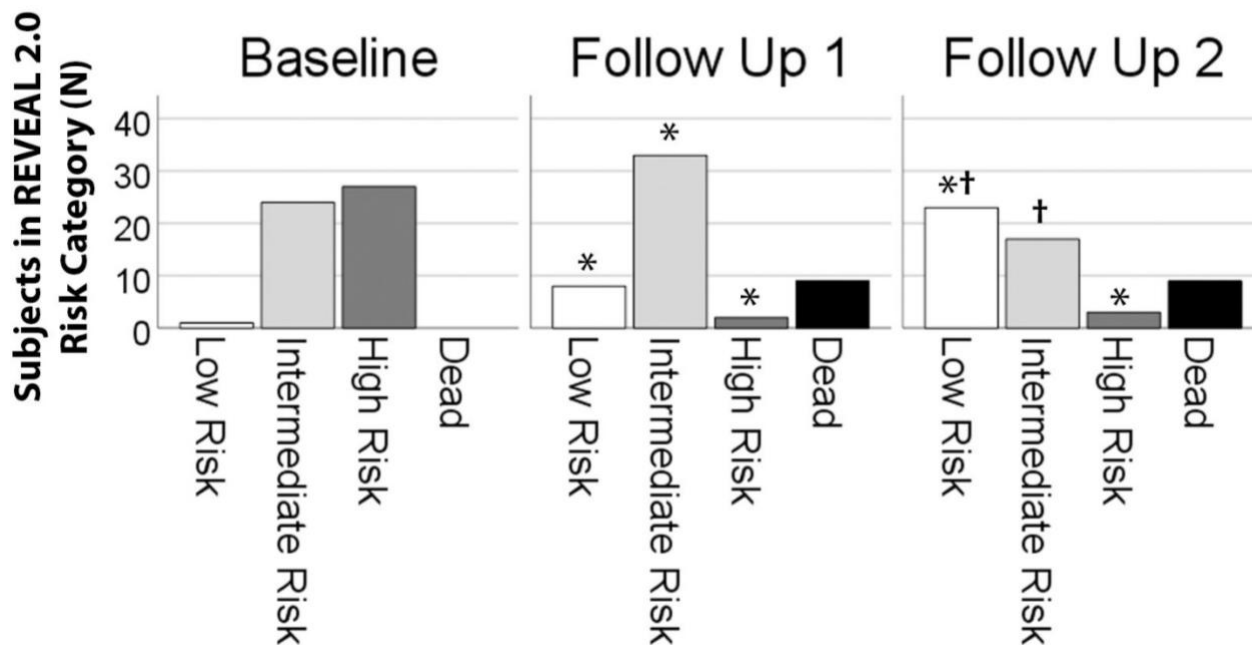 Subjects in REVEAL 2.0
Risk Category (N)
Baseline
Follow Up 1
Follow Up 2
40
30
20
10
0
*
*
*
*†
†
*
Low Risk
Intermediate Risk
High Risk
Dead
Low Risk
Intermediate Risk
High Risk
Dead
Low Risk
Intermediate Risk
High Risk
Dead